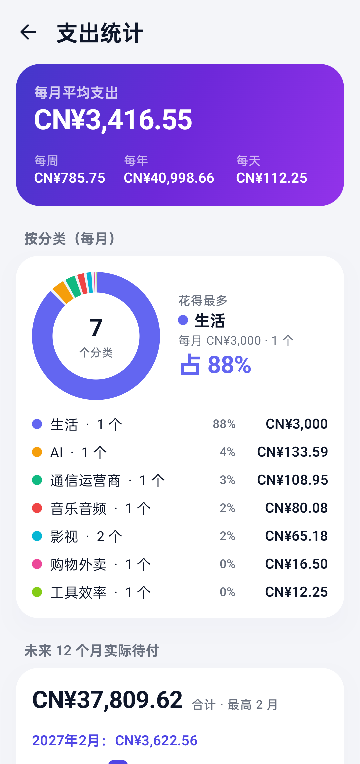 支出统计
每月平均支出
CN¥3,416.55
每周 每年 每天
CN¥785.75 CN¥40,998.66 CN¥112.25
按分类（每月）
7
个分类
花得最多
生活
每月 CN¥3,000 · 1 个
占 88%
生活 · 1 个 88% CN¥3,000
AI · 1 个 4% CN¥133.59
通信运营商 · 1 个 3% CN¥108.95
音乐音频 · 1 个 2% CN¥80.08
影视 · 2 个 2% CN¥65.18
购物外卖 · 1 个 0% CN¥16.50
工具效率 · 1 个 0% CN¥12.25
未来 12 个月实际待付
CN¥37,809.62 合计 · 最高 2 月
2027年2月：CN¥3,622.56